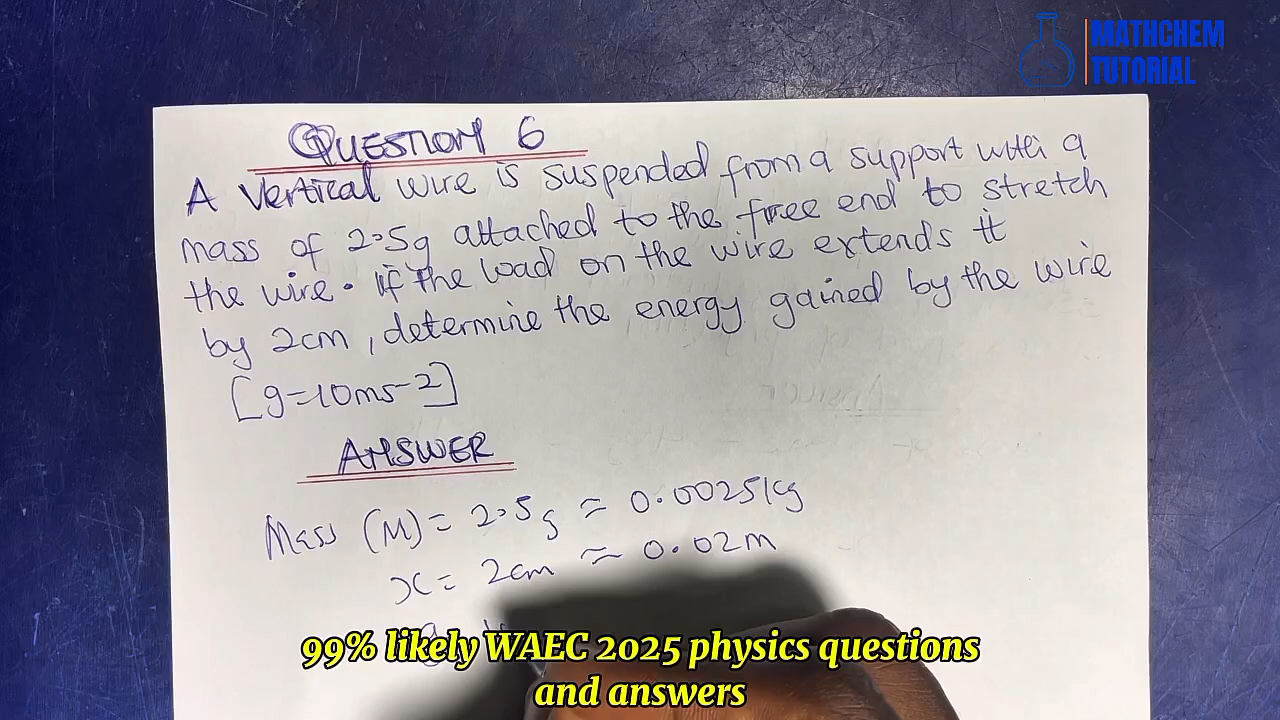 MATHCHEM
TUTORIAL
QUESTION 6
A vertical wire is suspended from a support with a
mass of 2.5g attached to the free end to stretch
the wire. If the load on the wire extends it
by 2cm, determine the energy gained by the wire
[g=10ms-2]
ANSWER
Mass (M) = 2.5g ≈ 0.0025kg
x = 2cm ≈ 0.02m
99% likely WAEC 2025 physics questions
and answers